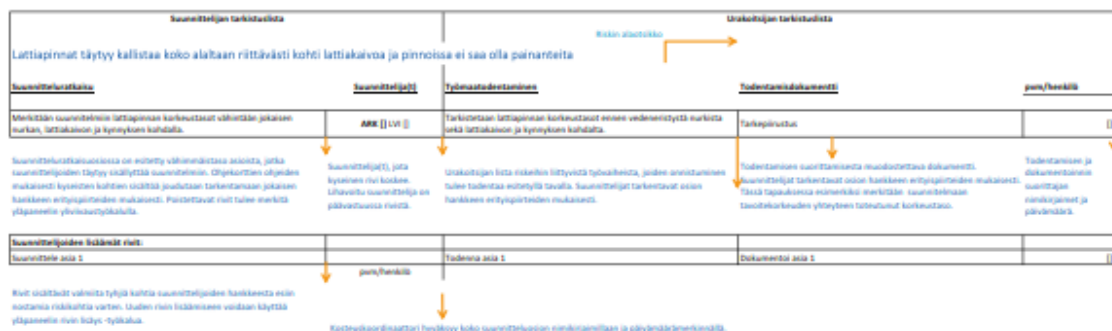 Suunnittelijan tarkistuslista
Urakoitsijan tarkistuslista
Riskin alaotsikko
Lattiapinnat täytyy kallistaa koko alaltaan riittävästi kohti lattiakaivoa ja pinnoissa ei saa olla painanteita
Suunnitteluratkaisu
Suunnittelija(t)
Työmaatodentaminen
Todentamisdokumentti
pvm/henkilö
Merkitään suunnitelmiin lattiapinnan korkeustasot vähintään jokaisen
nurkan, lattiakaivon ja kynnyksen kohdalla.
ARK [] LVI []
Tarkistetaan lattiapinnan korkeustasot ennen vedeneristystä nurkista
sekä lattiakaivon ja kynnyksen kohdalta.
Tarkepiirustus
[]
Suunnitteluratkaisuosiossa on esitetty vähimmäistaso asioista, jotka
suunnittelijoiden täytyy sisällyttää suunnitelmiin. Ohjekorttien ohjeiden
mukaisesti kyseisten kohtien sisältöä joudutaan tarkentamaan jokaisen
hankkeen erityispiirteiden mukaisesti. Poistettavat rivit tulee merkitä
yläpaneelin yliviivaustyökalulla.
Suunnittelija(t), jota
kyseinen rivi koskee.
Lihavoitu suunnittelija on
päävastuussa rivistä.
Urakoitsijan lista riskeihin liittyvistä työvaiheista, joiden onnistuminen
tulee todentaa esitetyllä tavalla. Suunnittelijat tarkentavat osion
hankkeen erityispiirteiden mukaisesti.
Todentamisen suorittamisesta muodostettava dokumentti.
Suunnittelijat tarkentavat osion hankkeen erityispiirteiden mukaisesti.
Tässä tapauksessa esimerkiksi merkitään suunnitelmaan
tavoitekorkeuden yhteyteen toteutunut korkeustaso.
Todentamisen ja
dokumentoinnin
suorittajan
nimikirjaimet ja
päivämäärä.
Suunnittelijoiden lisäämät rivit:
Suunnittele asia 1
Todenna asia 1
Dokumentoi asia 1
[]
pvm/henkilö
Rivit sisältävät valmiita tyhjiä kohtia suunnittelijoiden hankkeesta esiin
nostamia riskikohtia varten. Uuden rivin lisäämiseen voidaan käyttää
yläpaneelin rivin lisäys -työkalua.
Kosteuskoordinaattori hyväksyy koko suunnitteluosion nimikirjaimillaan ja päivämäärämerkinnällä.